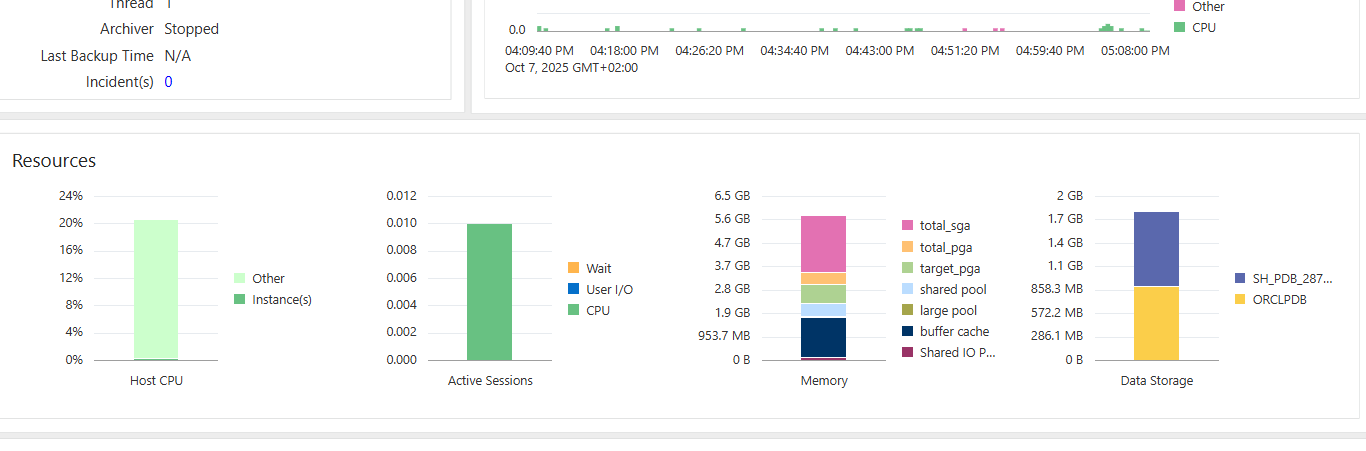 Thread 1
Archiver Stopped
Last Backup Time N/A
Incident(s) 0
Other
CPU
0.0
04:09:40 PM 04:18:00 PM 04:26:20 PM 04:34:40 PM 04:43:00 PM 04:51:20 PM 04:59:40 PM 05:08:00 PM
Oct 7, 2025 GMT+02:00
Resources
24%
20%
16%
12%
8%
4%
0%
Other
Instance(s)
Host CPU
0.012
0.010
0.008
0.006
0.004
0.002
0.000
Wait
User I/O
CPU
Active Sessions
6.5 GB
5.6 GB
4.7 GB
3.7 GB
2.8 GB
1.9 GB
953.7 MB
0 B
total_sga
total_pga
target_pga
shared pool
large pool
buffer cache
Shared IO P...
Memory
2 GB
1.7 GB
1.4 GB
1.1 GB
858.3 MB
572.2 MB
286.1 MB
0 B
SH_PDB_287...
ORCLPDB
Data Storage